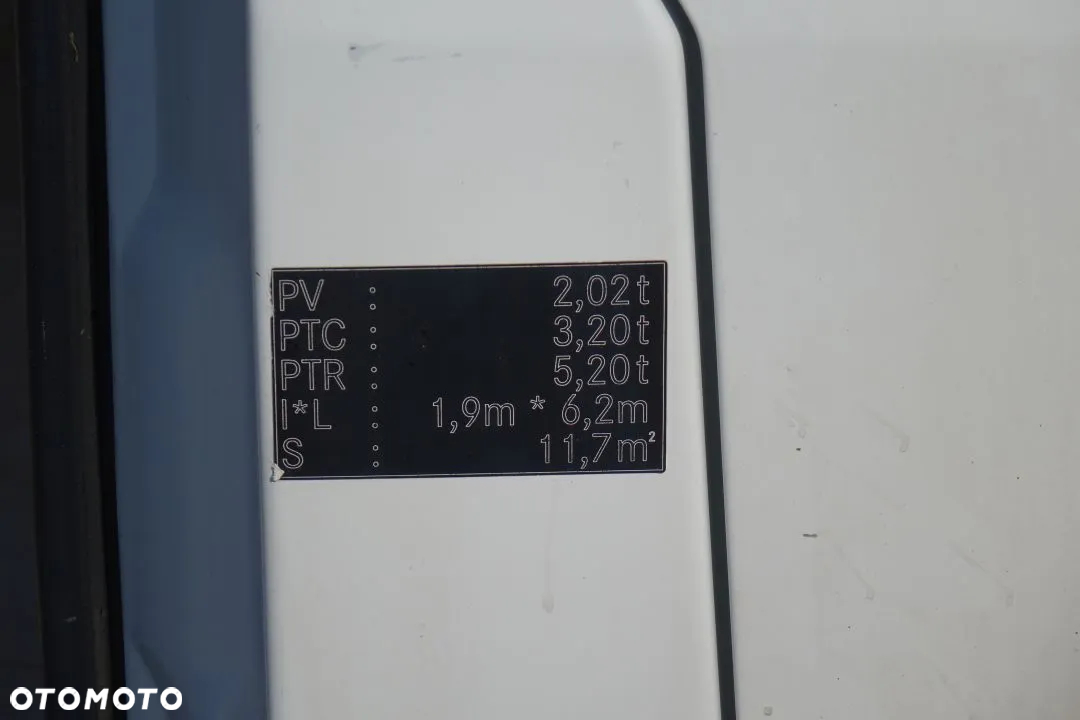 PV : 2,02t
PTC : 3,20t
PTR : 5,20t
I*L : 1,9m * 6,2m
S : 11,7m²
OTOMOTO